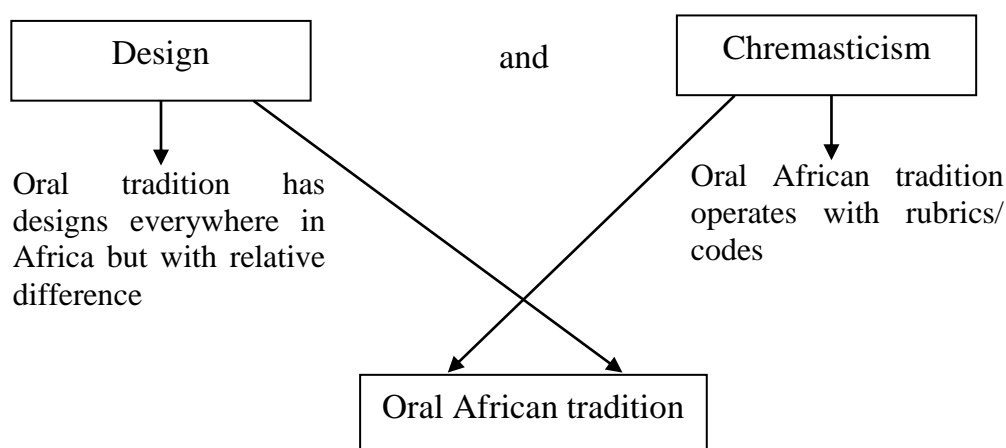 Design
and
Chremasticism
Oral tradition has
designs everywhere in
Africa but with relative
difference
Oral African tradition
operates with rubrics/
codes
Oral African tradition